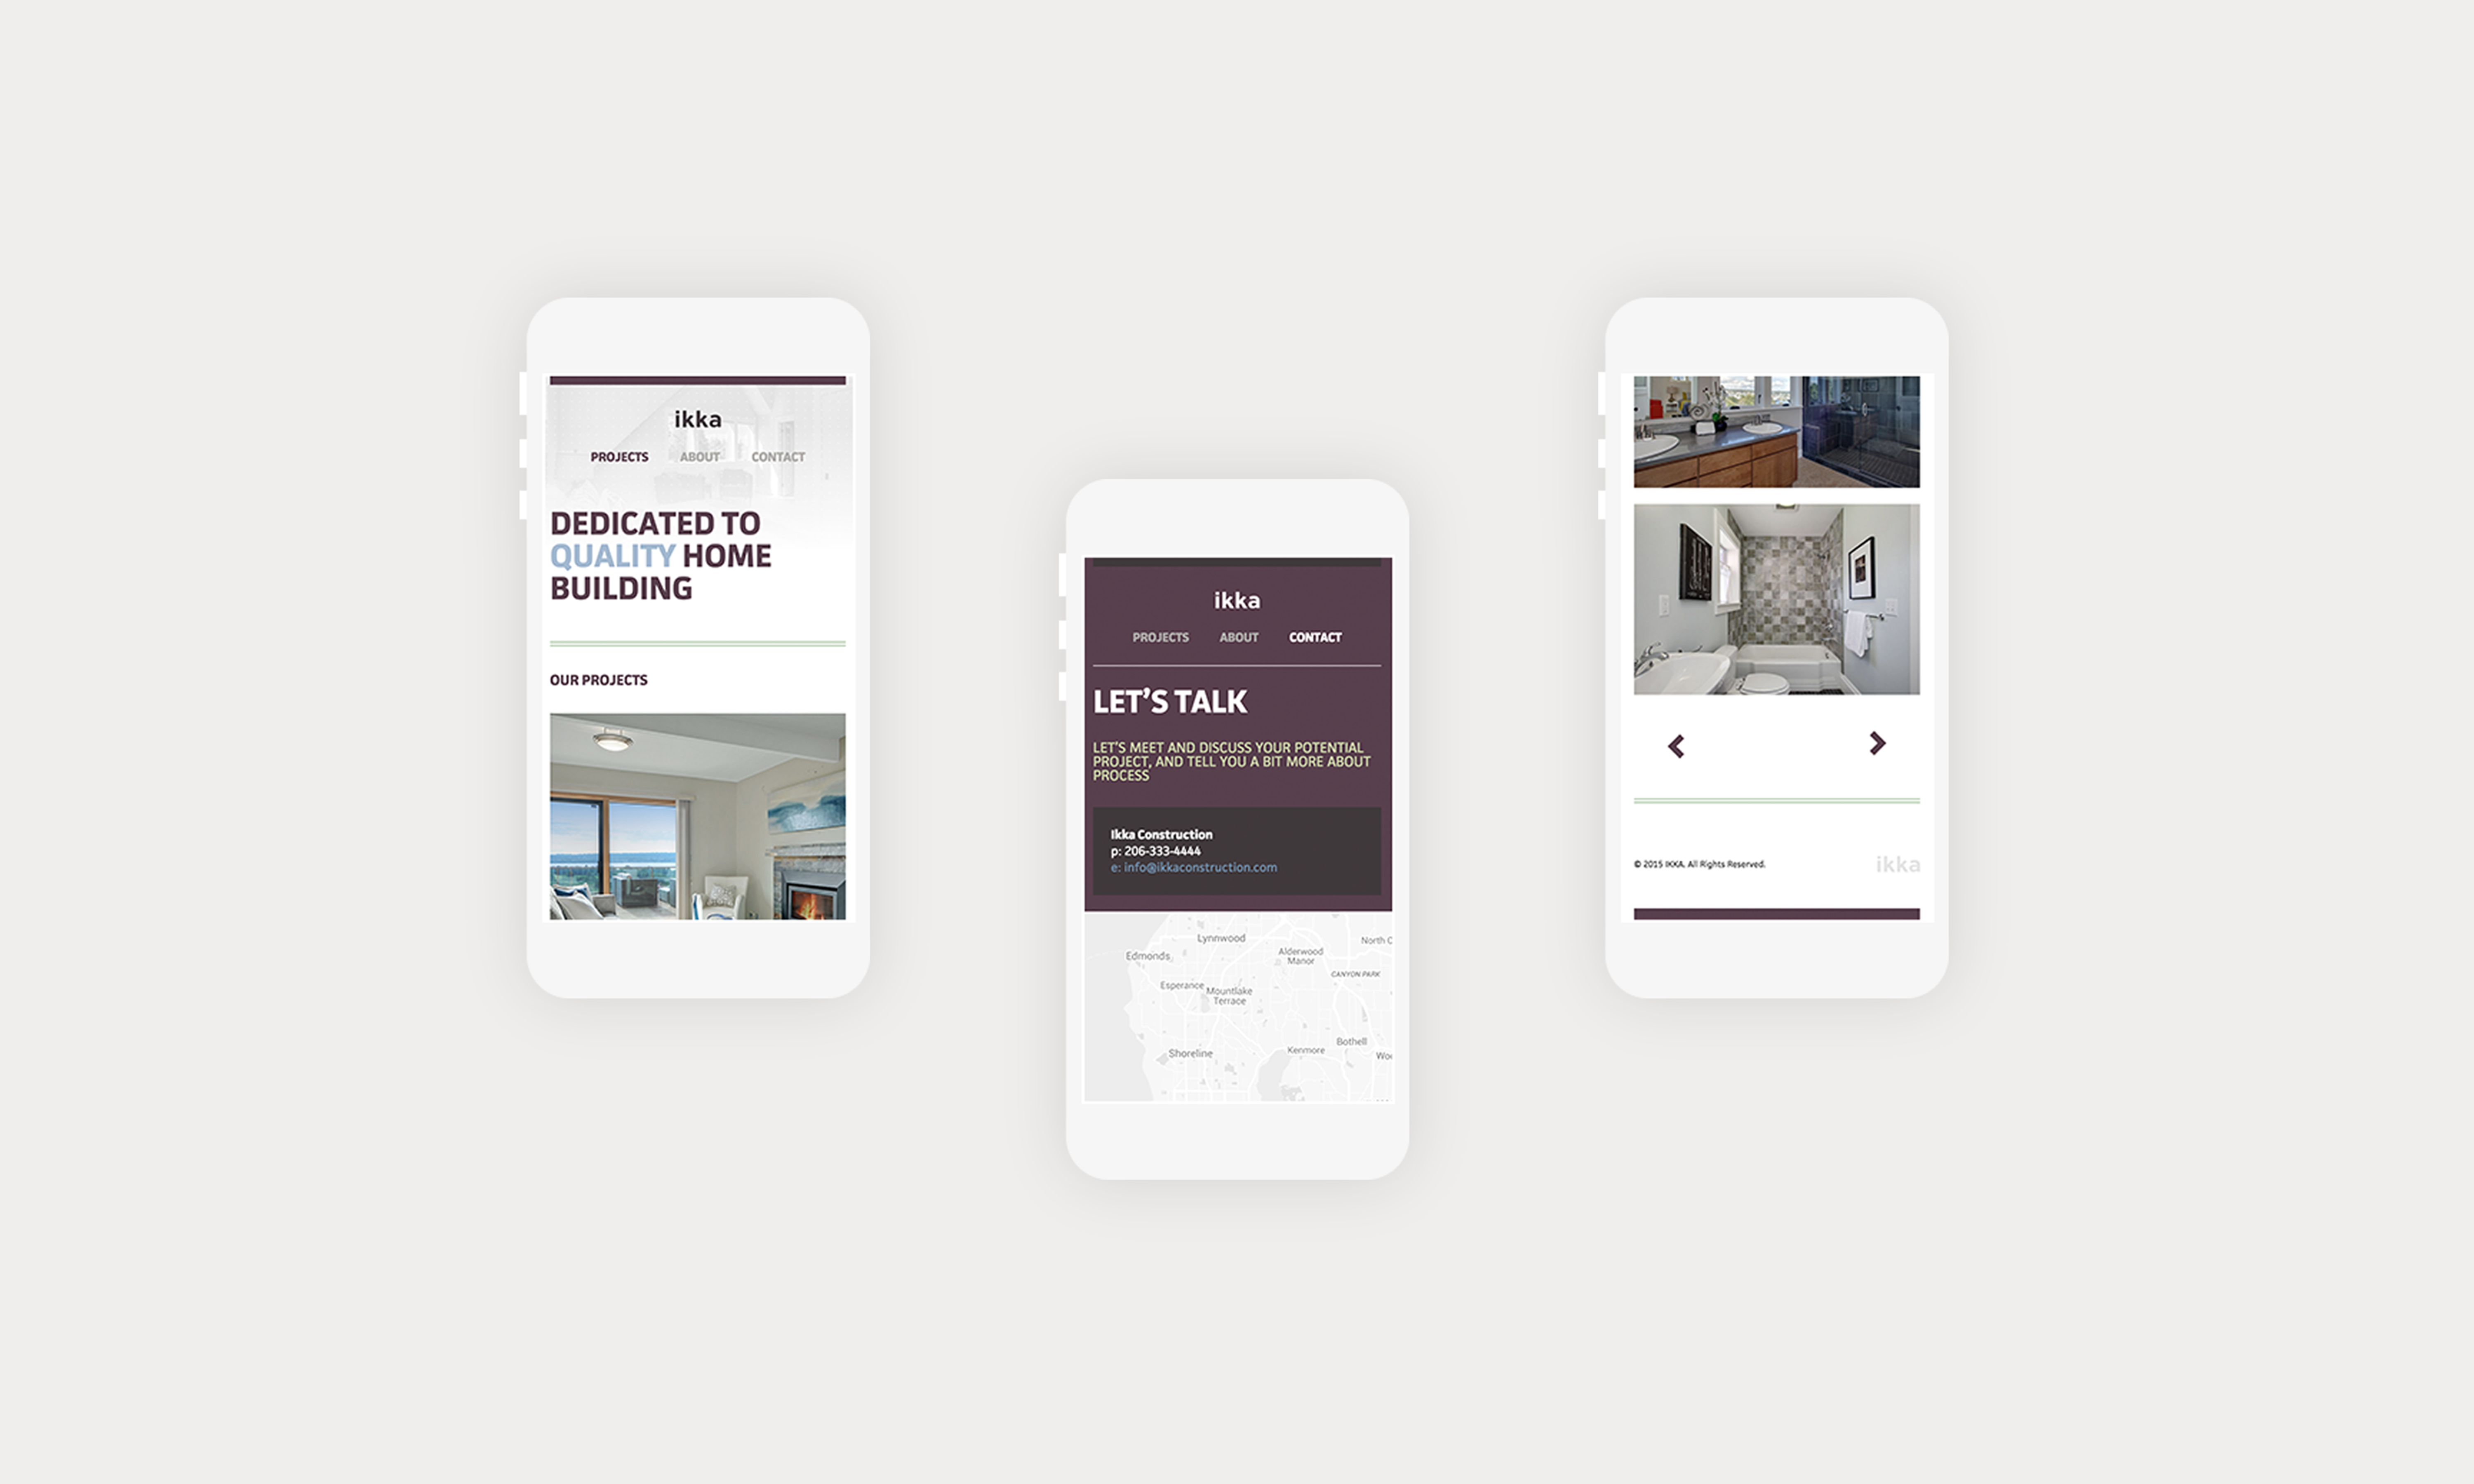 ikka
PROJECTS ABOUT CONTACT
DEDICATED TO
QUALITY HOME
BUILDING
OUR PROJECTS
ikka
PROJECTS ABOUT CONTACT
LET'S TALK
LET'S MEET AND DISCUSS YOUR POTENTIAL
PROJECT, AND TELL YOU A BIT MORE ABOUT
PROCESS
Ikka Construction
p: 206-333-4444
e: info@ikkaconstruction.com
Lynnwood
North C
Edmonds
Alderwood
Manor
CANYON PARK
Esperance
Mountlake
Terrace
Bothell
Shoreline
Kenmore
Woo
© 2015 IKKA. All Rights Reserved.
ikka